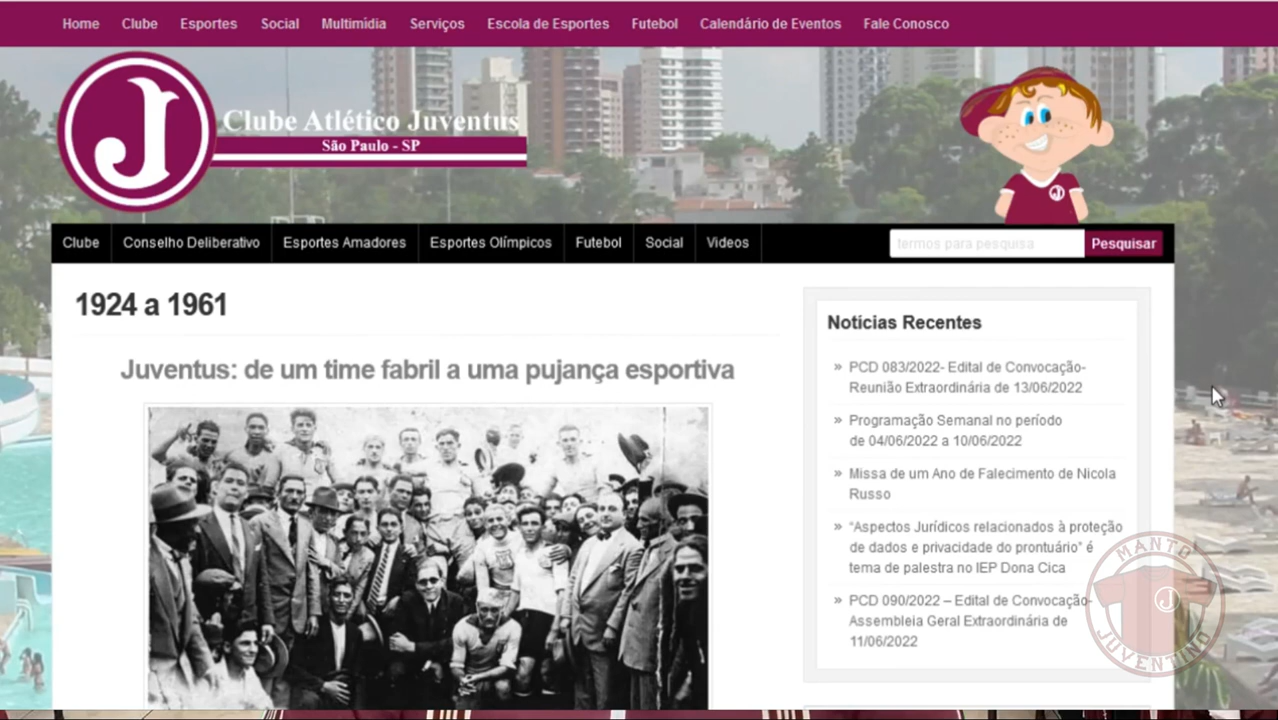 Home Clube Esportes Social Multimídia Serviços Escola de Esportes Futebol Calendário de Eventos Fale Conosco
J
Clube Atlético Juventus
São Paulo - SP
J
Clube Conselho Deliberativo Esportes Amadores Esportes Olímpicos Futebol Social Videos termos para pesquisa Pesquisar
1924 a 1961
Juventus: de um time fabril a uma pujança esportiva
Notícias Recentes
» PCD 083/2022- Edital de Convocação-
Reunião Extraordinária de 13/06/2022
» Programação Semanal no período
de 04/06/2022 a 10/06/2022
» Missa de um Ano de Falecimento de Nicola
Russo
» “Aspectos Jurídicos relacionados à proteção
de dados e privacidade do prontuário” é
tema de palestra no IEP Dona Cica
» PCD 090/2022 – Edital de Convocação-
Assembleia Geral Extraordinária de
11/06/2022
MANTO
J
JUVENTINO